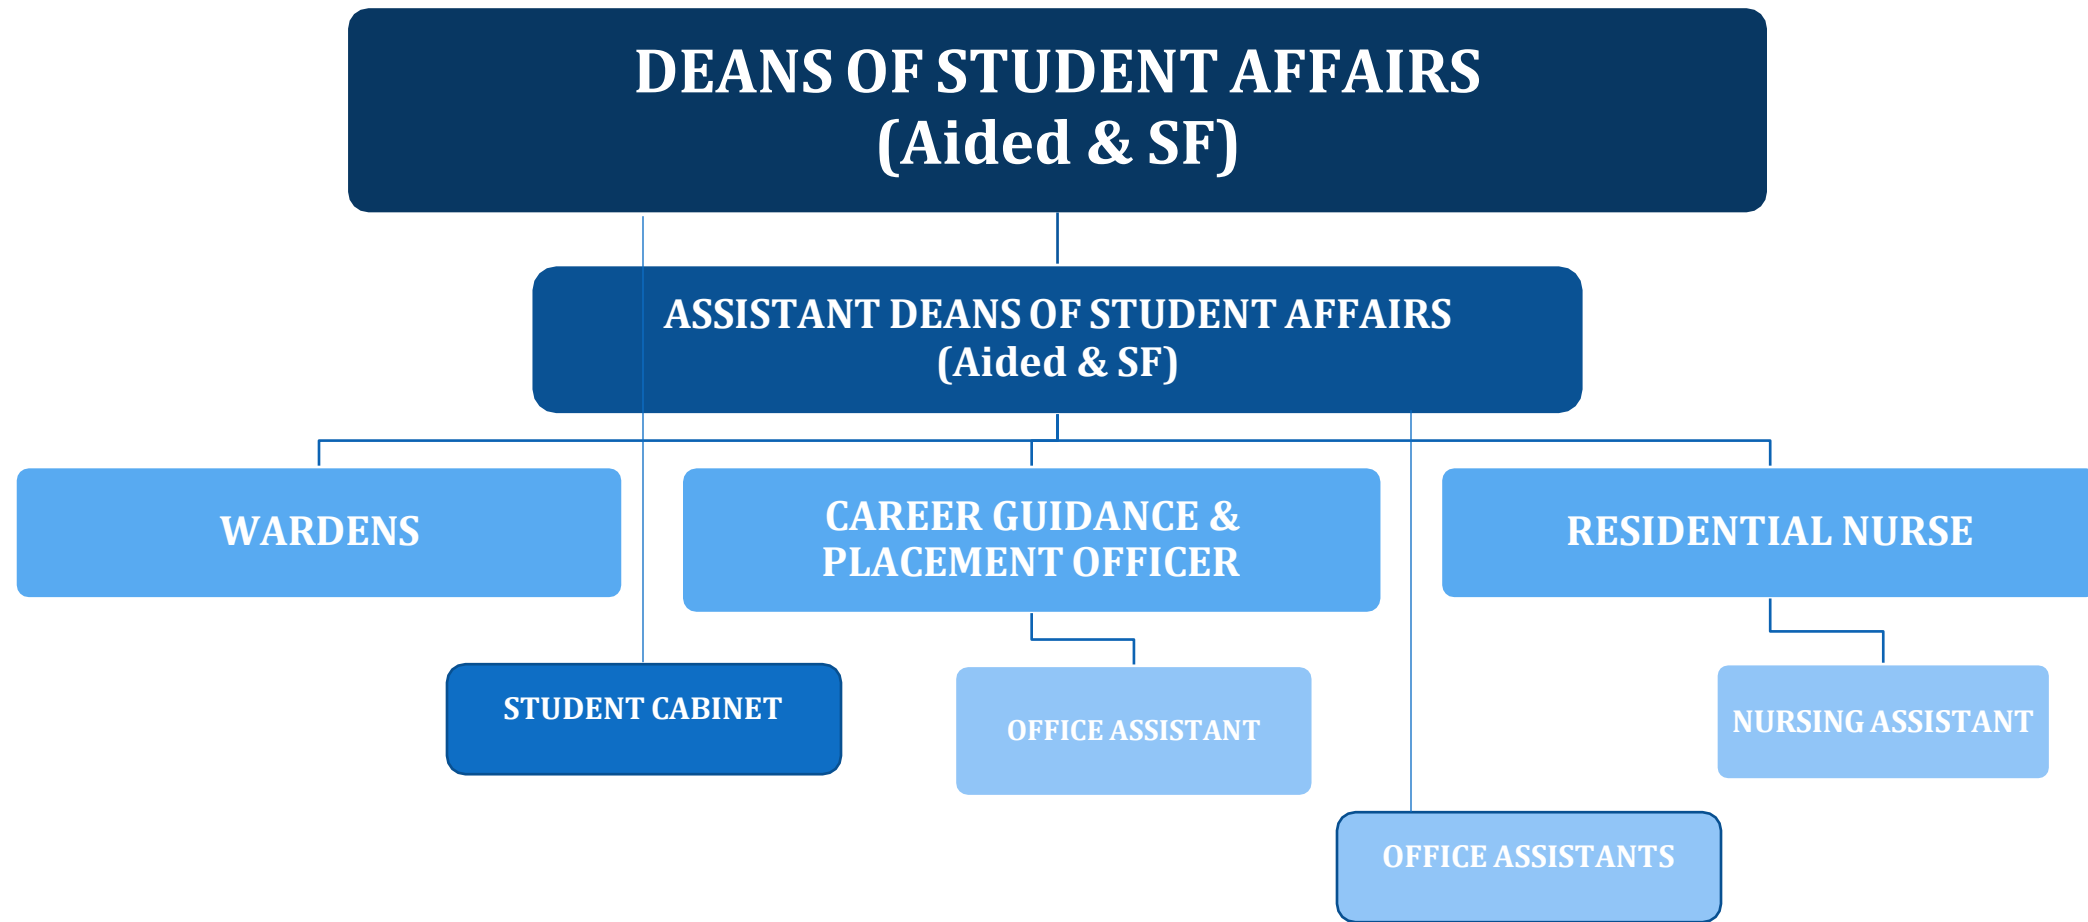 DEANS OF STUDENT AFFAIRS
(Aided & SF)
ASSISTANT DEANS OF STUDENT AFFAIRS
(Aided & SF)
WARDENS
CAREER GUIDANCE &
PLACEMENT OFFICER
RESIDENTIAL NURSE
STUDENT CABINET
OFFICE ASSISTANT
NURSING ASSISTANT
OFFICE ASSISTANTS